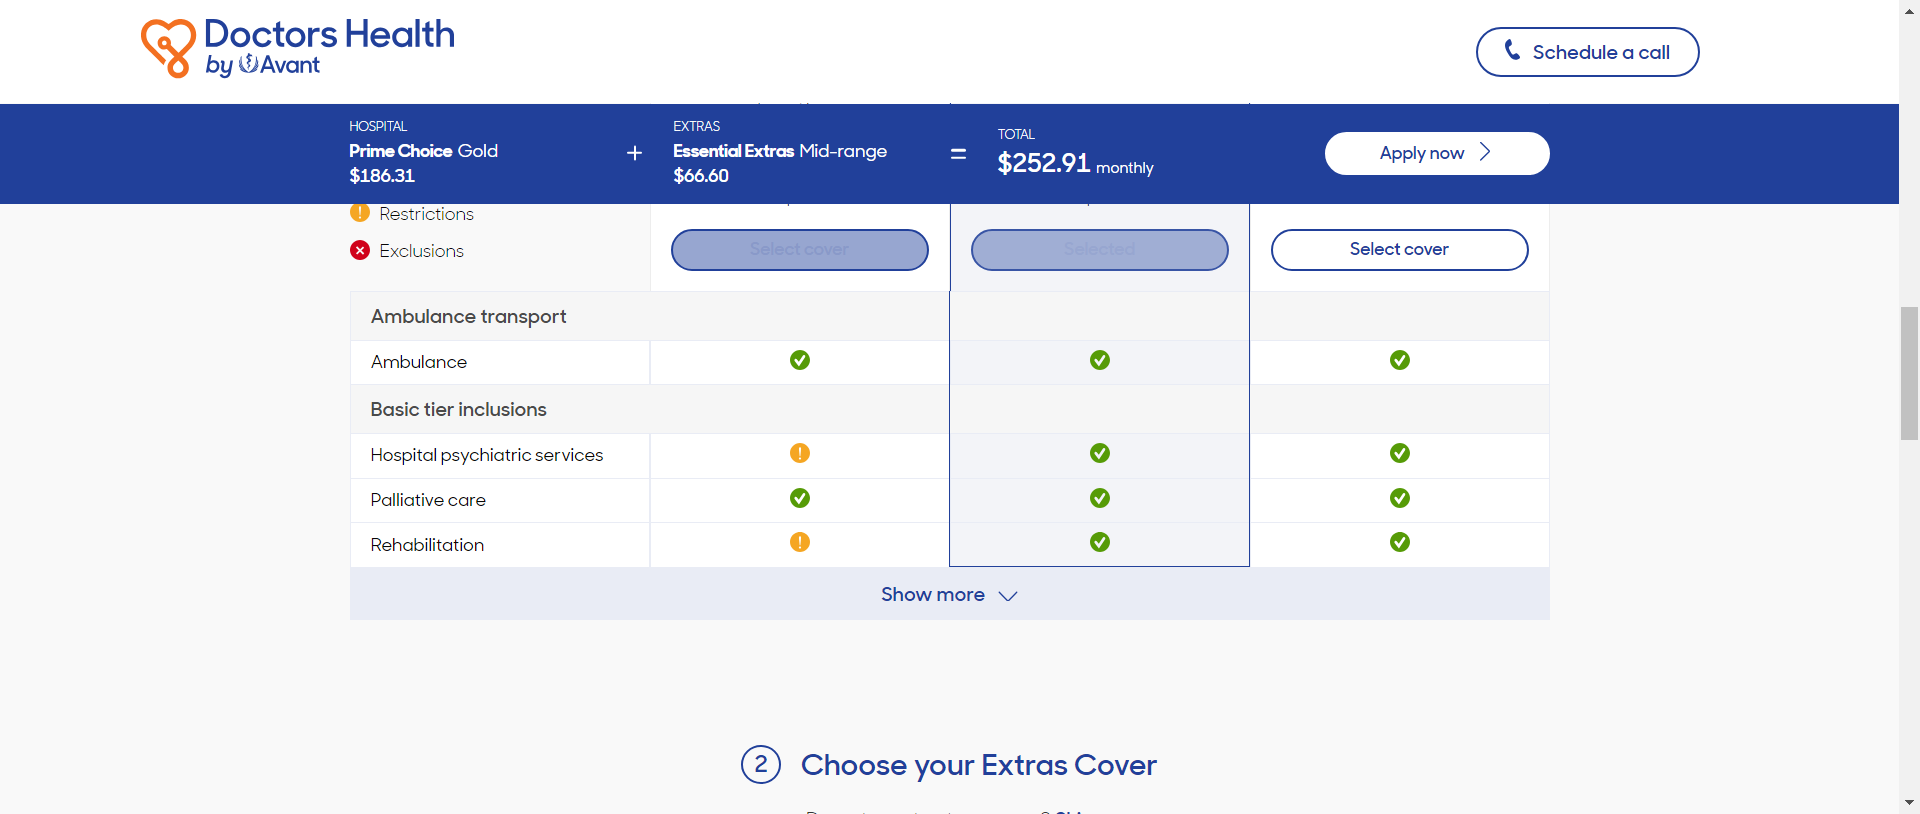 Doctors Health
by Avant
Schedule a call
HOSPITAL
Prime Choice Gold
$186.31
+
EXTRAS
Essential Extras Mid-range
$66.60
=
TOTAL
$252.91 monthly
Apply now
Restrictions
Exclusions
Select cover
Selected
Select cover
Ambulance transport
Ambulance
Basic tier inclusions
Hospital psychiatric services
Palliative care
Rehabilitation
Show more
2 Choose your Extras Cover